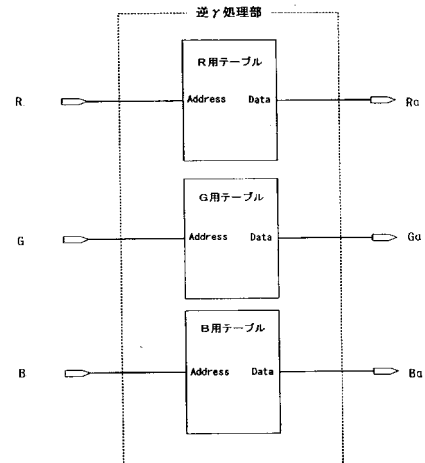 逆γ処理部
R用テーブル
R Address Data Ra
G用テーブル
G Address Data Ga
B用テーブル
B Address Data Ba